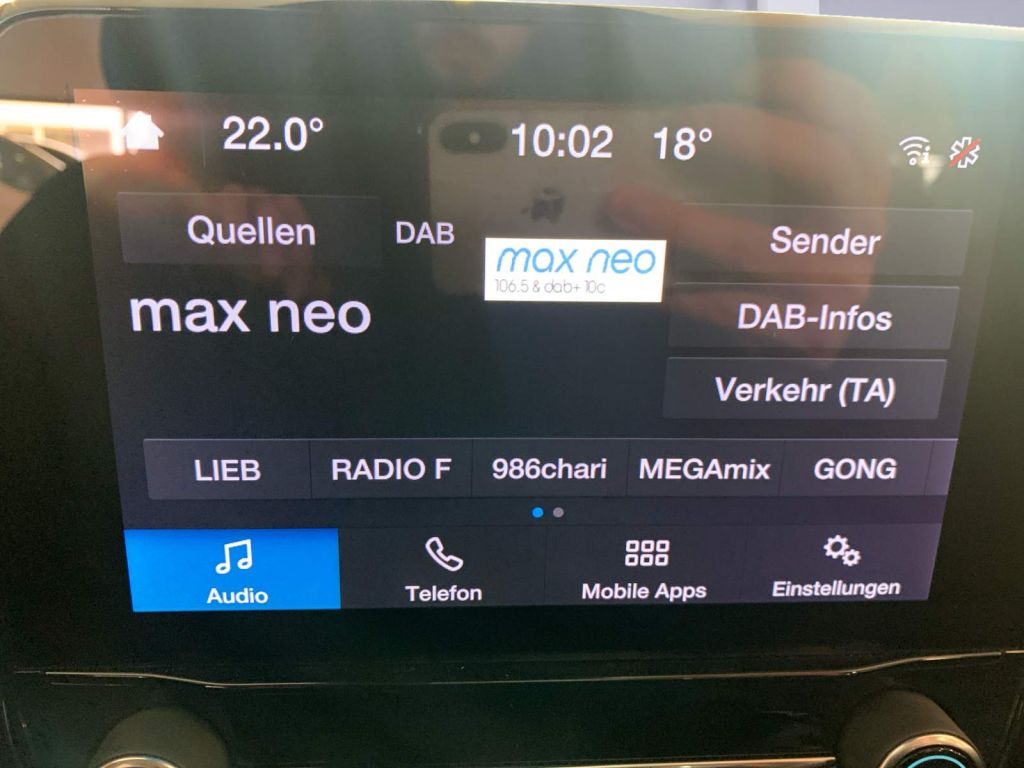 22.0° 10:02 18°
Quellen DAB
max neo
106.5 & dab+ 10c
Sender
max neo
DAB-Infos
Verkehr (TA)
LIEB RADIO F 986chari MEGAmix GONG
Audio Telefon Mobile Apps Einstellungen